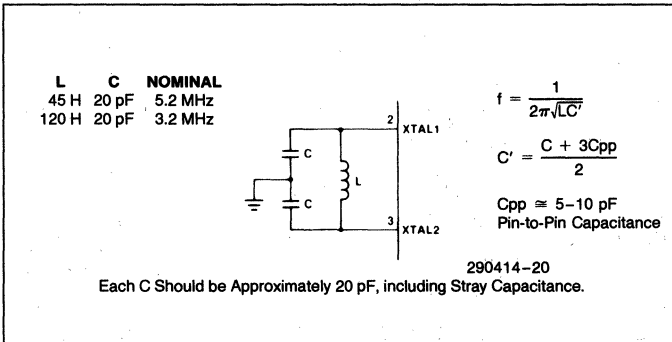 L C NOMINAL
45 H 20 pF 5.2 MHz
120 H 20 pF 3.2 MHz
2
XTAL1
C
L
C
3
XTAL2
f = 1 / 2π√LC'
C' = C + 3Cpp / 2
Cpp ≅ 5–10 pF
Pin-to-Pin Capacitance
290414–20
Each C Should be Approximately 20 pF, including Stray Capacitance.